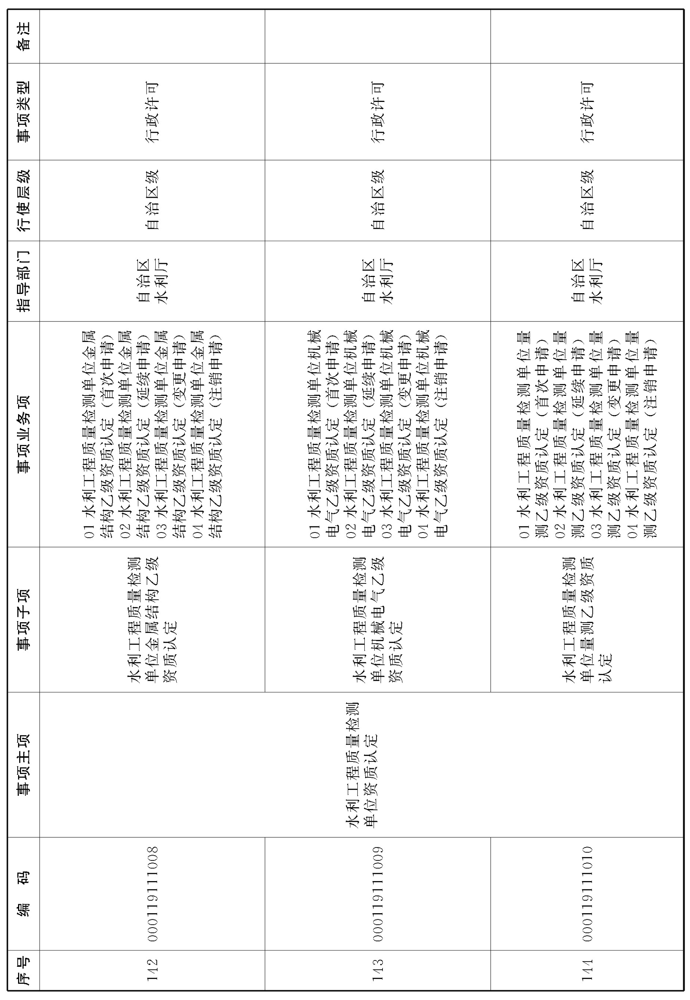 序号
编　码
事项主项
事项子项
事项业务项
指导部门
行使层级
事项类型
备注
142
000119111008
水利工程质量检测
单位资质认定
水利工程质量检测
单位金属结构乙级
资质认定
01 水利工程质量检测单位金属
结构乙级资质认定（首次申请）
02 水利工程质量检测单位金属
结构乙级资质认定（延续申请）
03 水利工程质量检测单位金属
结构乙级资质认定（变更申请）
04 水利工程质量检测单位金属
结构乙级资质认定（注销申请）
自治区
水利厅
自治区级
行政许可
143
000119111009
水利工程质量检测
单位机械电气乙级
资质认定
01 水利工程质量检测单位机械
电气乙级资质认定（首次申请）
02 水利工程质量检测单位机械
电气乙级资质认定（延续申请）
03 水利工程质量检测单位机械
电气乙级资质认定（变更申请）
04 水利工程质量检测单位机械
电气乙级资质认定（注销申请）
自治区
水利厅
自治区级
行政许可
144
000119111010
水利工程质量检测
单位量测乙级资质
认定
01 水利工程质量检测单位量
测乙级资质认定（首次申请）
02 水利工程质量检测单位量
测乙级资质认定（延续申请）
03 水利工程质量检测单位量
测乙级资质认定（变更申请）
04 水利工程质量检测单位量
测乙级资质认定（注销申请）
自治区
水利厅
自治区级
行政许可